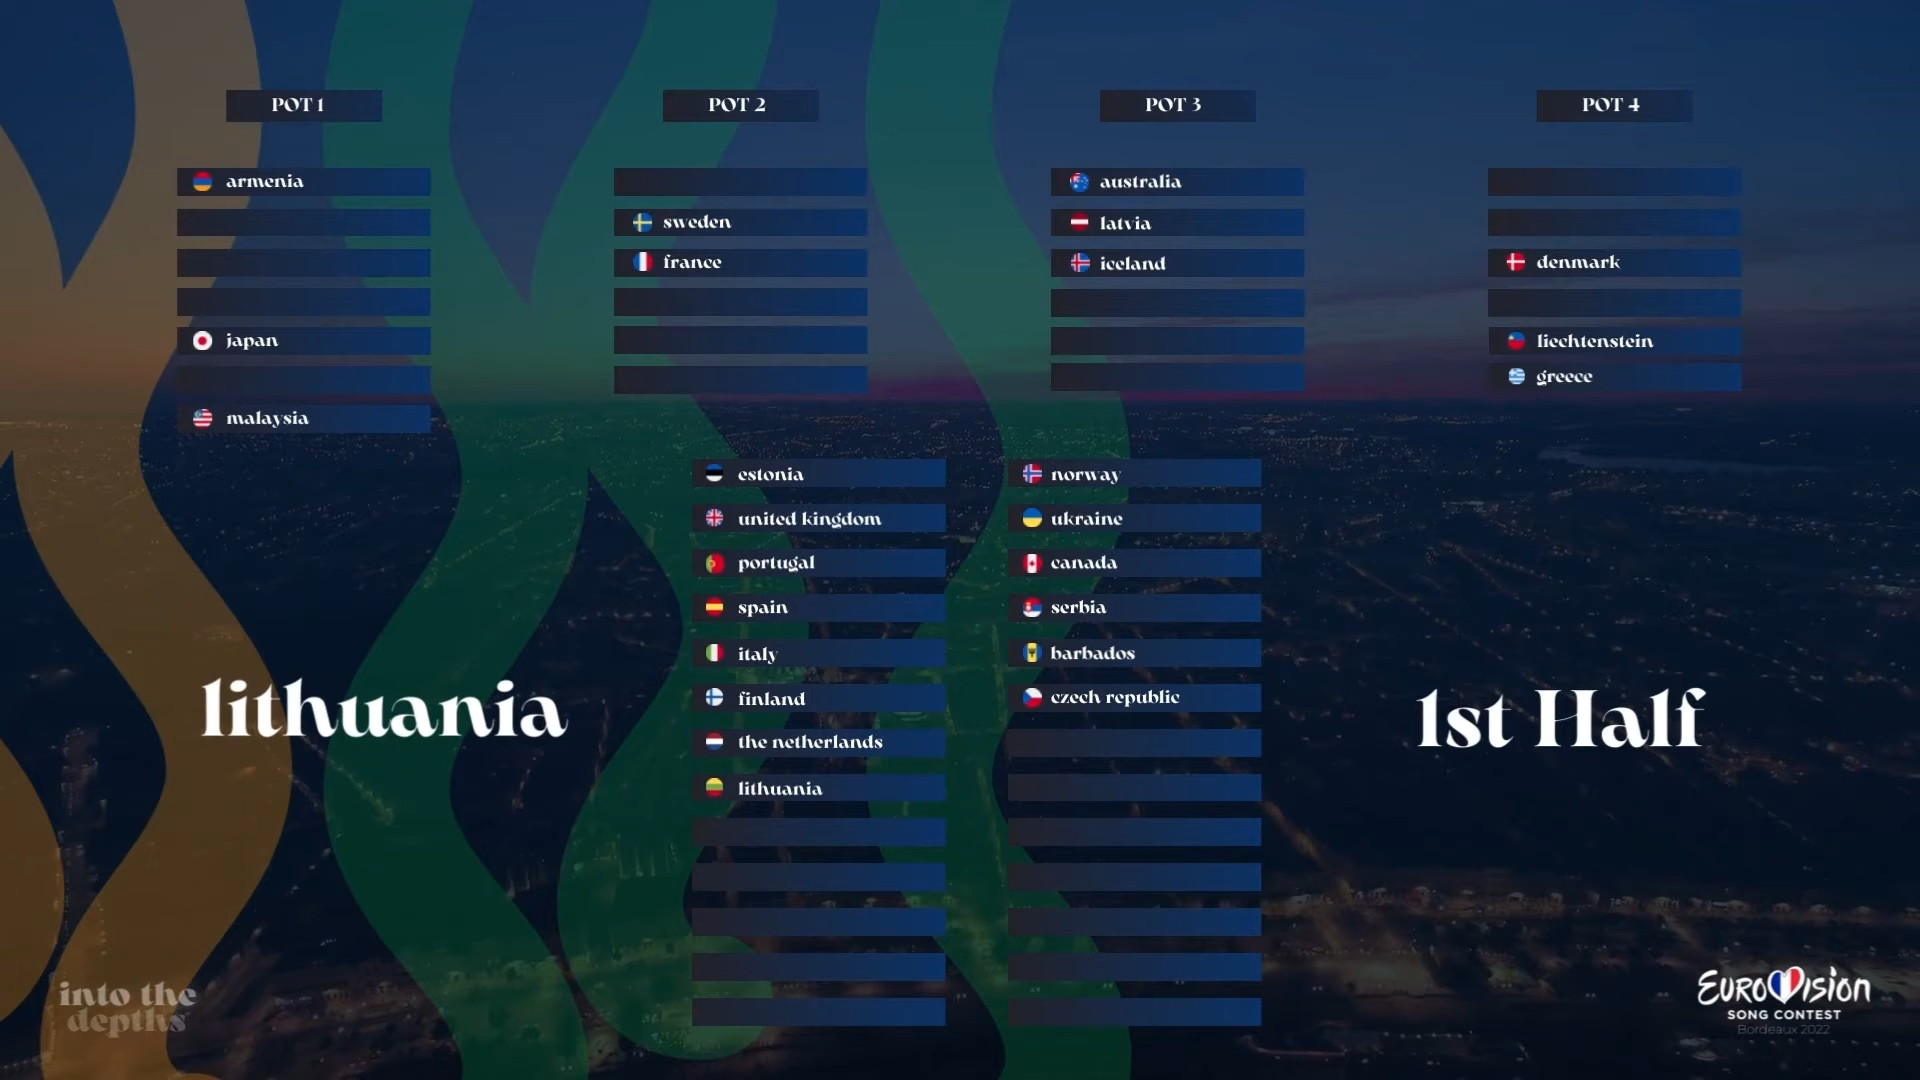 POT 1
armenia
japan
malaysia
POT 2
sweden
france
POT 3
australia
latvia
iceland
POT 4
denmark
liechtenstein
greece
estonia
united kingdom
portugal
spain
italy
finland
the netherlands
lithuania
norway
ukraine
canada
serbia
barbados
czech republic
lithuania
1st Half
into the
depths
EUROVISION
SONG CONTEST
Bordeaux 2022